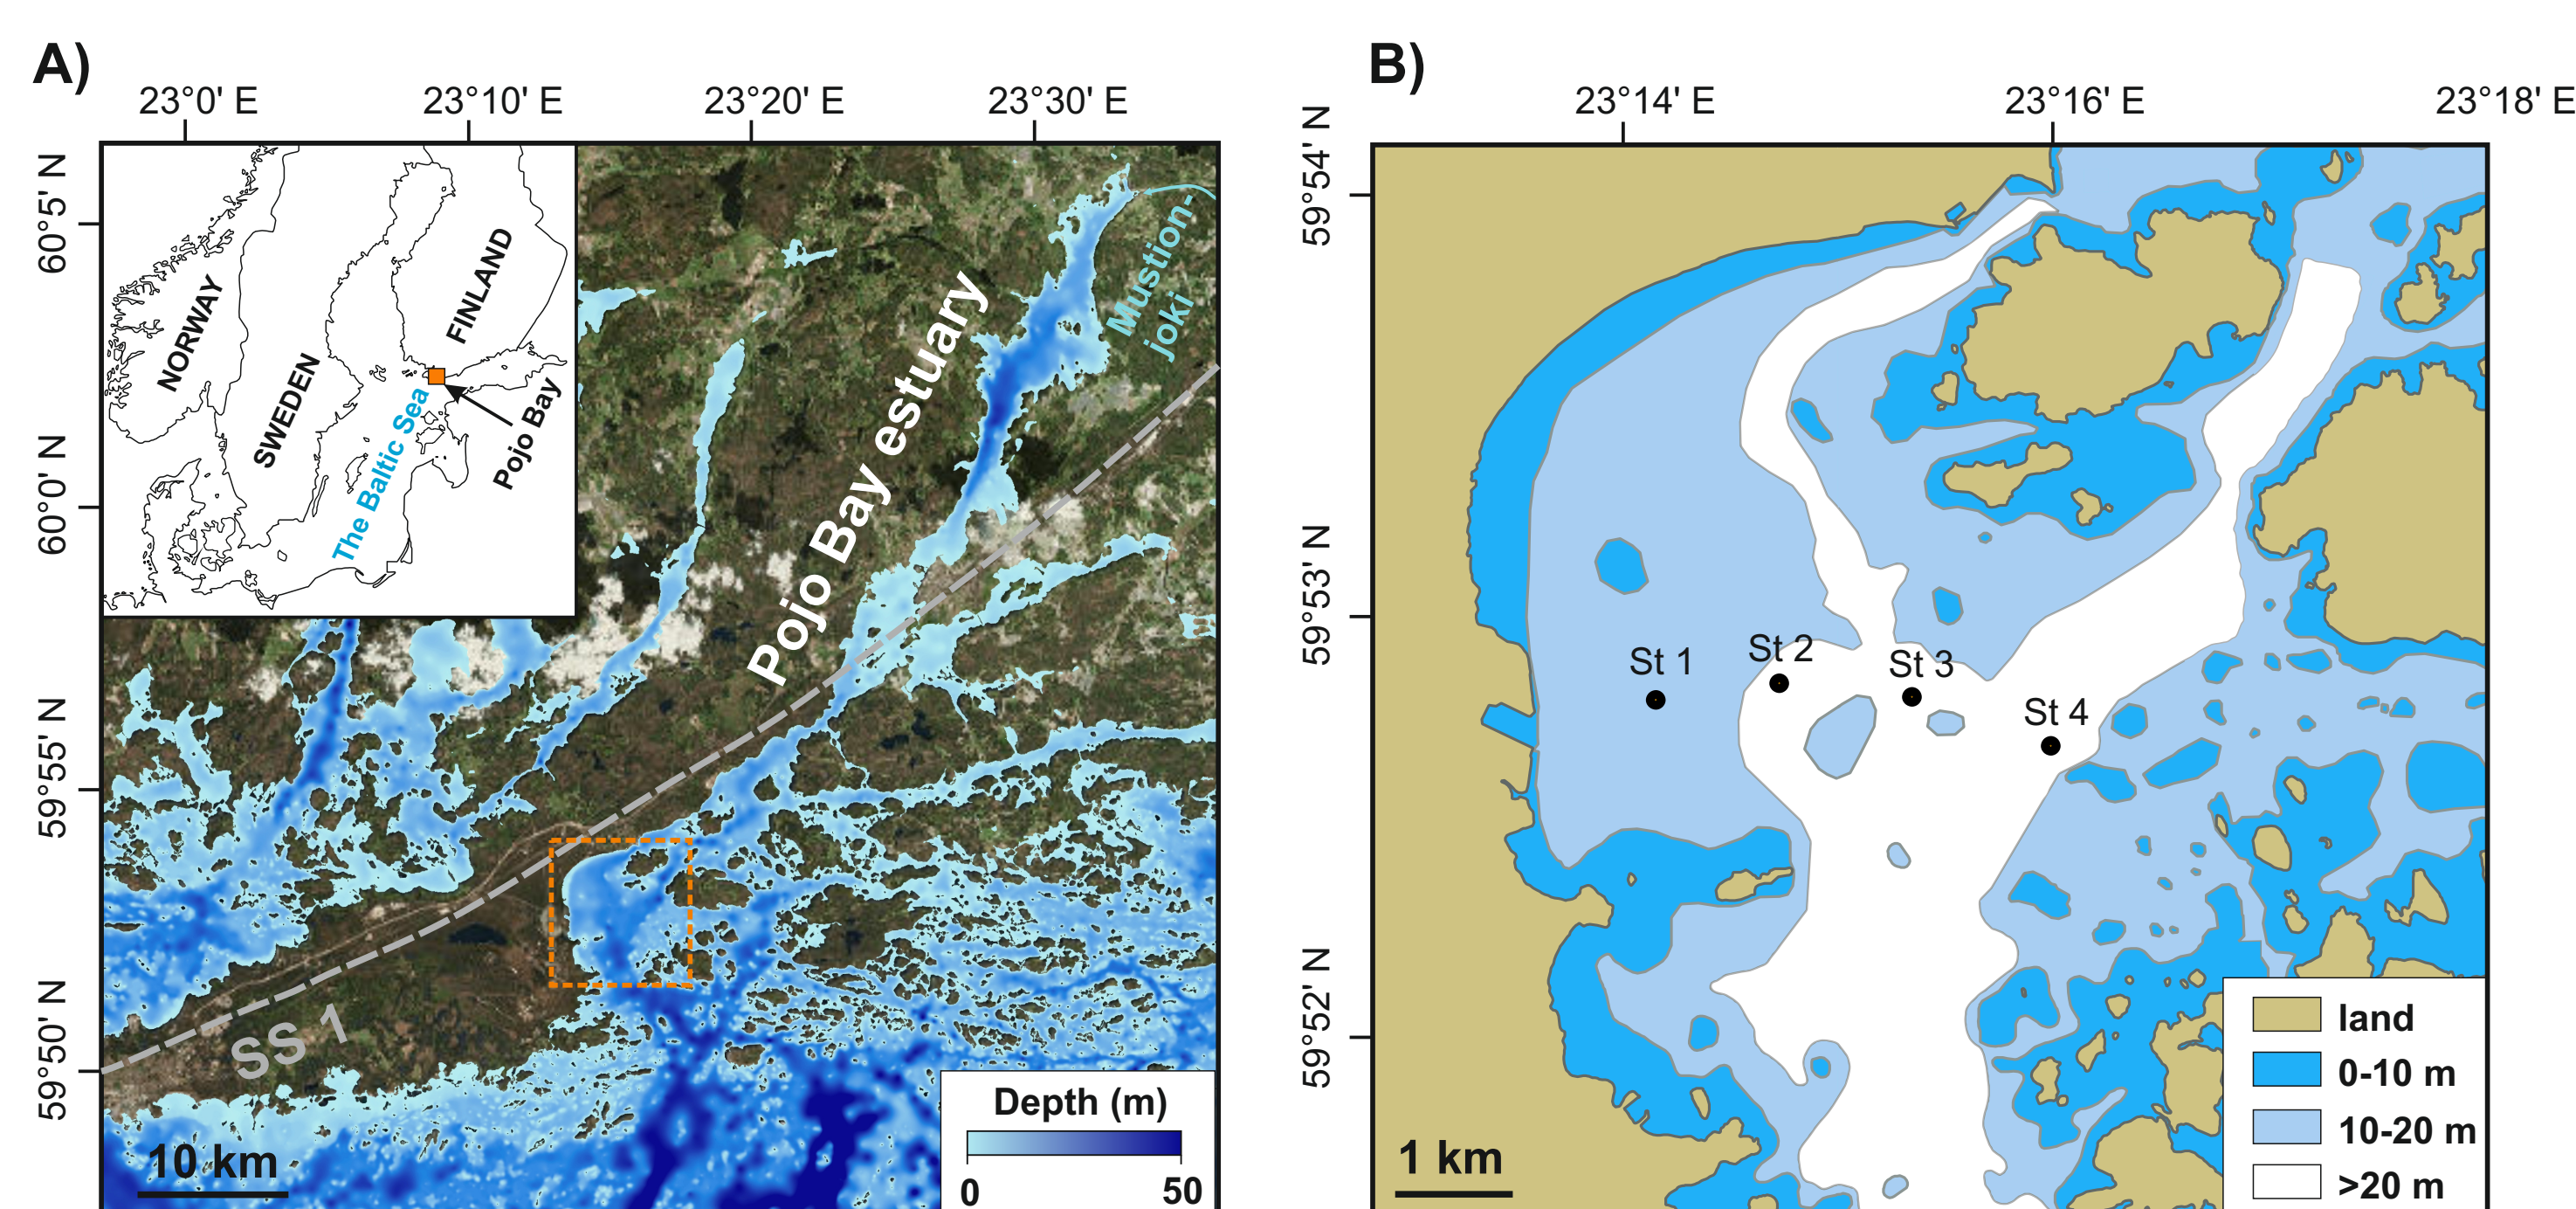 A)
23°0' E
23°10' E
23°20' E
23°30' E
60°5' N
60°0' N
59°55' N
59°50' N
NORWAY
SWEDEN
FINLAND
The Baltic Sea
Pojo Bay
Pojo Bay estuary
Mustion-
joki
SS 1
10 km
Depth (m)
0
50
B)
23°14' E
23°16' E
23°18' E
59°54' N
59°53' N
59°52' N
St 1
St 2
St 3
St 4
1 km
land
0-10 m
10-20 m
>20 m